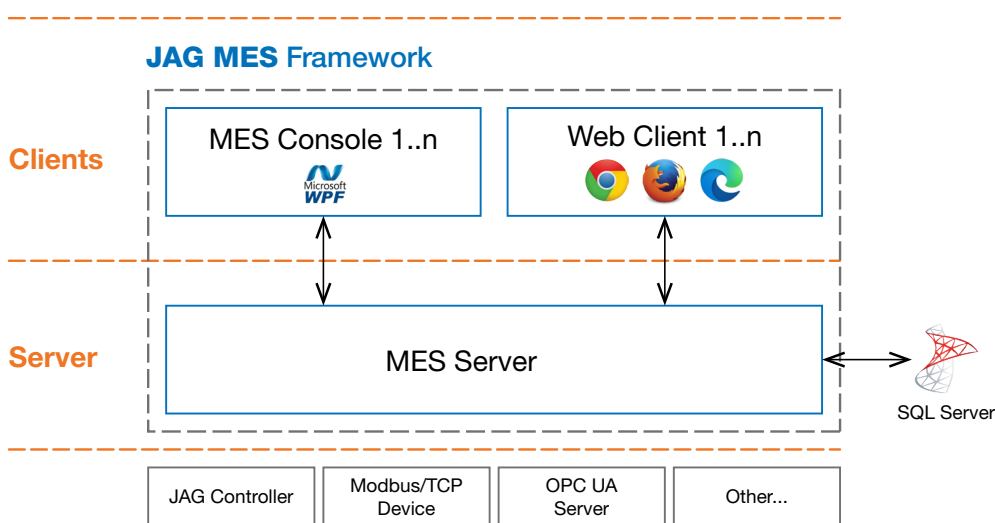 JAG MES Framework
Clients
MES Console 1..n
Microsoft
WPF
Web Client 1..n
Server
MES Server
SQL Server
JAG Controller
Modbus/TCP
Device
OPC UA
Server
Other...